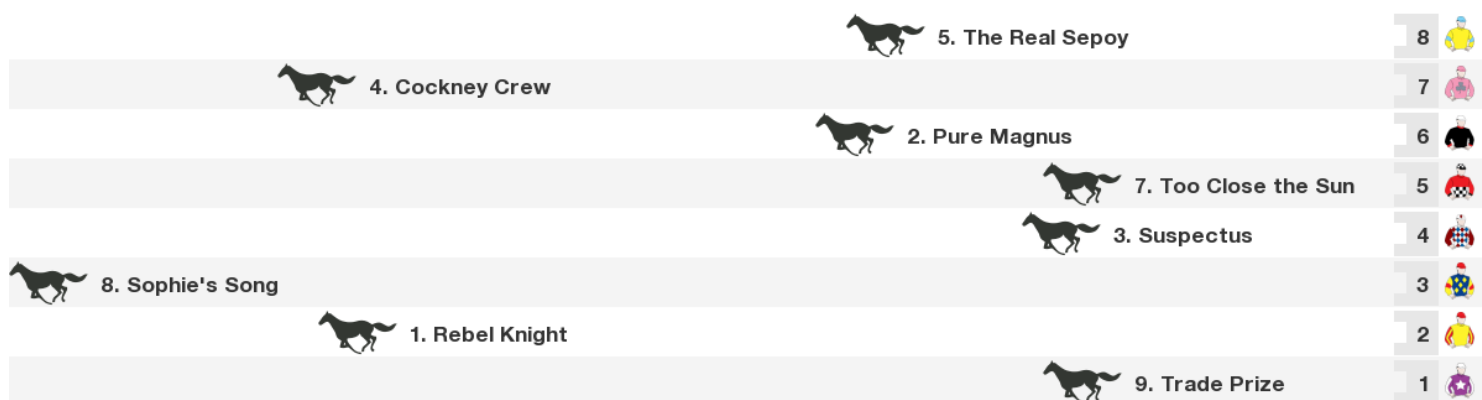 5. The Real Sepoy 8
4. Cockney Crew 7
2. Pure Magnus 6
7. Too Close the Sun 5
3. Suspectus 4
8. Sophie's Song 3
1. Rebel Knight 2
9. Trade Prize 1